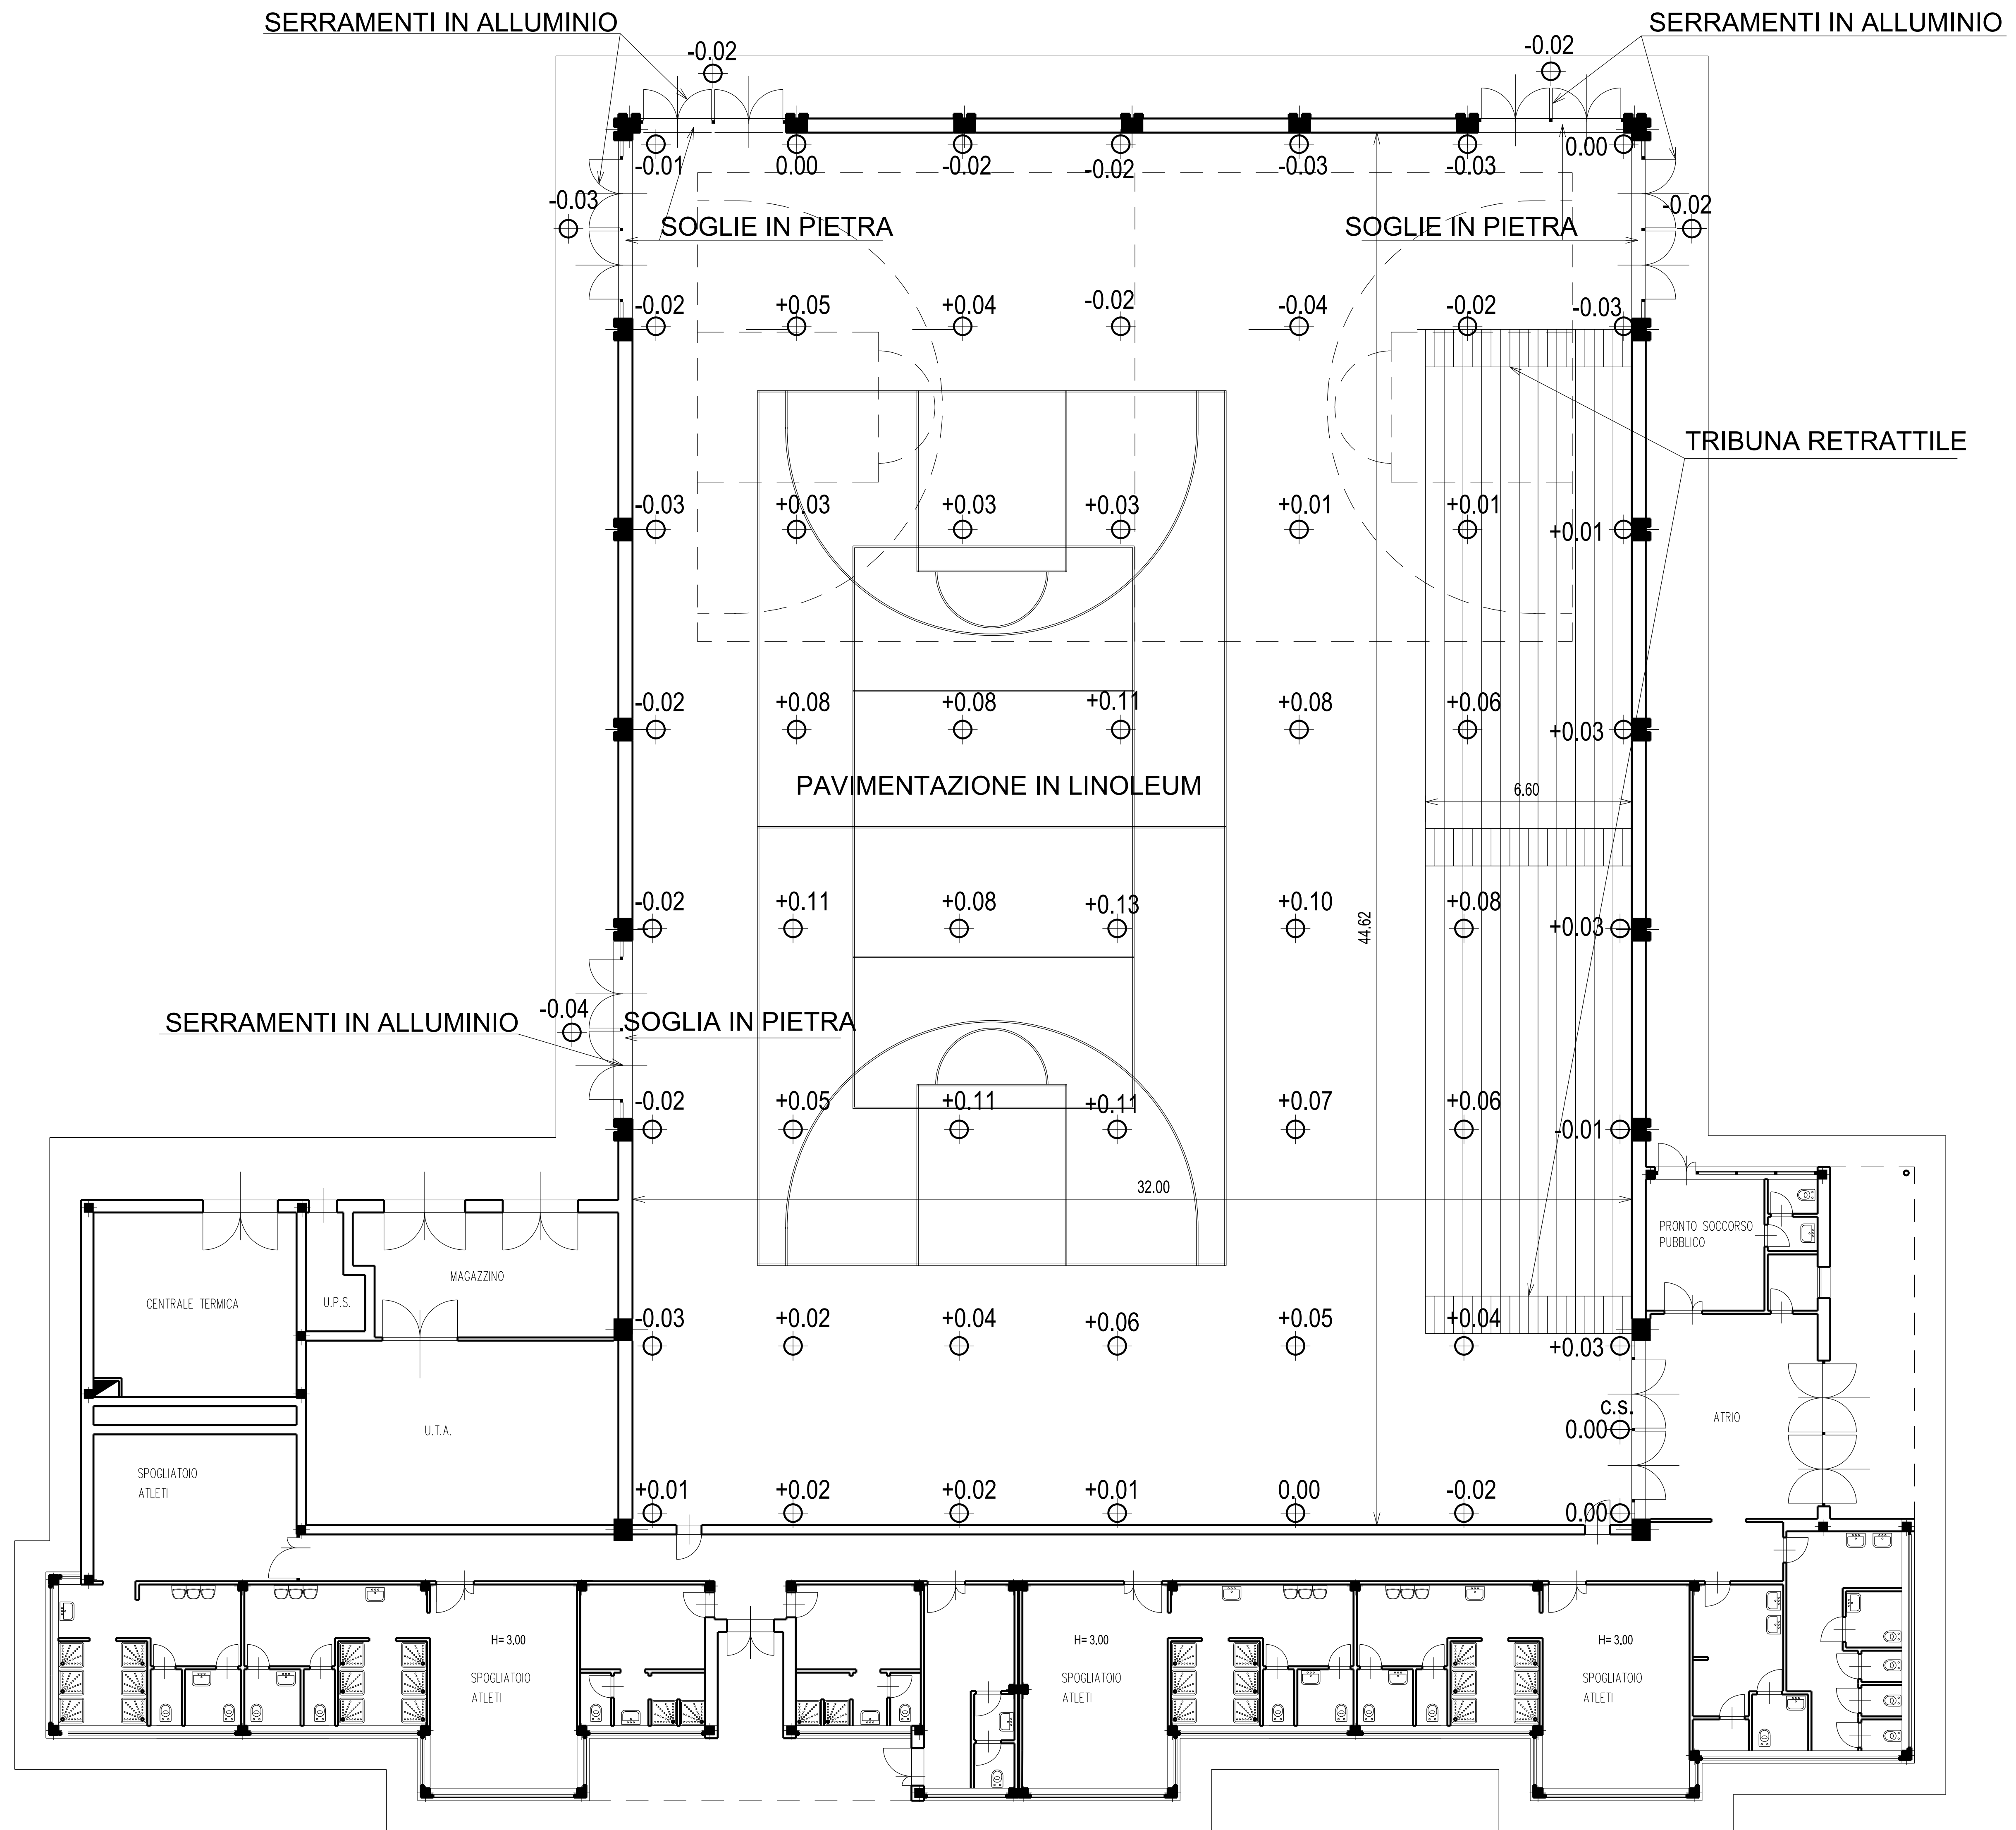 SERRAMENTI IN ALLUMINIO
SERRAMENTI IN ALLUMINIO
-0.02
-0.02
-0.01
0.00
-0.02
-0.02
-0.03
-0.03
0.00
-0.03
-0.02
SOGLIE IN PIETRA
SOGLIE IN PIETRA
-0.02
+0.05
+0.04
-0.02
-0.04
-0.02
-0.03
TRIBUNA RETRATTILE
-0.03
+0.03
+0.03
+0.03
+0.01
+0.01
+0.01
-0.02
+0.08
+0.08
+0.11
+0.08
+0.06
+0.03
PAVIMENTAZIONE IN LINOLEUM
6.60
-0.02
+0.11
+0.08
+0.13
+0.10
+0.08
+0.03
44.62
-0.04
SERRAMENTI IN ALLUMINIO
SOGLIA IN PIETRA
-0.02
+0.05
+0.11
+0.11
+0.07
+0.06
-0.01
32.00
PRONTO SOCCORSO
PUBBLICO
MAGAZZINO
CENTRALE TERMICA
U.P.S.
-0.03
+0.02
+0.04
+0.06
+0.05
+0.04
+0.03
c.s.
0.00
ATRIO
U.T.A.
SPOGLIATOIO
ATLETI
+0.01
+0.02
+0.02
+0.01
0.00
-0.02
0.00
H= 3.00
SPOGLIATOIO
ATLETI
H= 3.00
SPOGLIATOIO
ATLETI
H= 3.00
SPOGLIATOIO
ATLETI